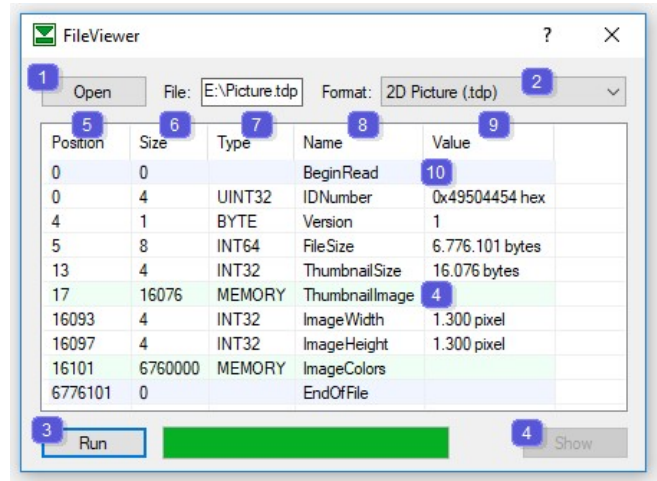 FileViewer ? X
1 Open File: E:\Picture.tdp Format: 2D Picture (.tdp) 2
5 6 7 8 9
Position Size Type Name Value
0 0 BeginRead 10
0 4 UINT32 IDNumber 0x49504454 hex
4 1 BYTE Version 1
5 8 INT64 FileSize 6.776.101 bytes
13 4 INT32 ThumbnailSize 16.076 bytes
17 16076 MEMORY ThumbnailImage 4
16093 4 INT32 ImageWidth 1.300 pixel
16097 4 INT32 ImageHeight 1.300 pixel
16101 6760000 MEMORY ImageColors
6776101 0 EndOfFile
3 Run 4 Show